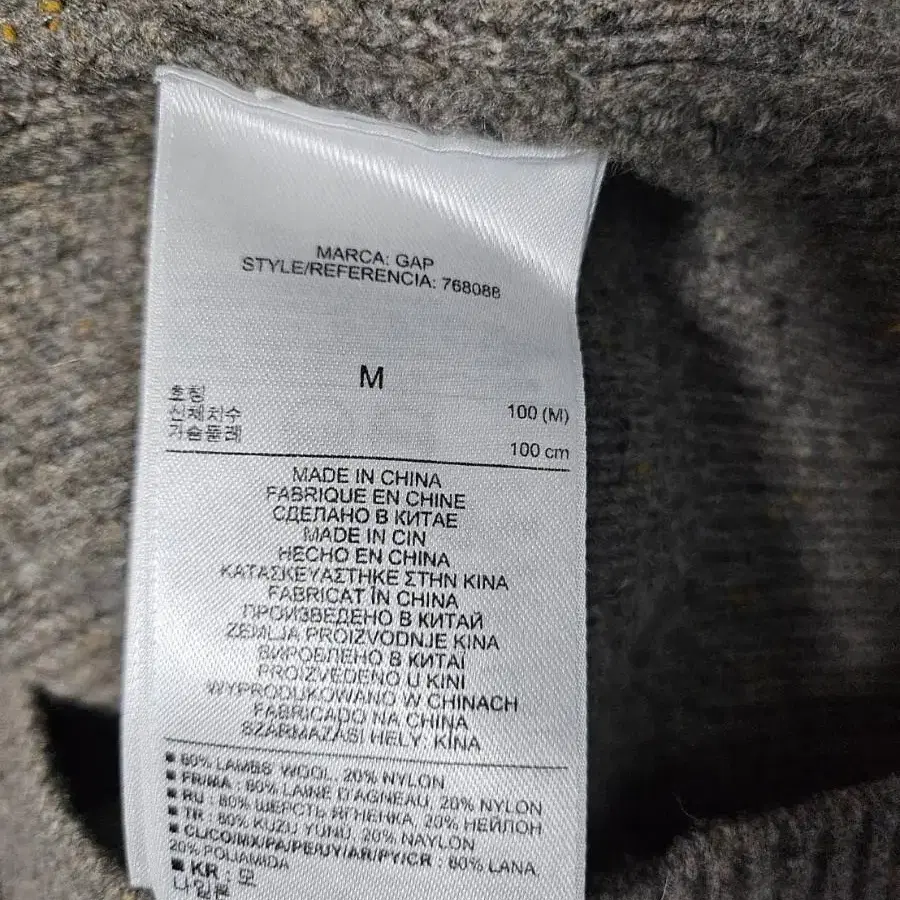 MARCA: GAP
STYLE/REFERENCIA: 768088
M
호칭
신체치수 100 (M)
가슴둘레 100 cm
MADE IN CHINA
FABRIQUE EN CHINE
СДЕЛАНО В КИТАЕ
MADE IN CIN
HECHO EN CHINA
ΚΑΤΑΣΚΕΥΑΣΤΗΚΕ ΣΤΗΝ ΚΙΝΑ
FABRICAT ÎN CHINA
ПРОИЗВЕДЕНО В КИТАЙ
ZEMLJA PROIZVODNJE KINA
ВИРОБЛЕНО В КИТАЇ
PROIZVEDENO U KINI
WYPRODUKOWANO W CHINACH
FABRICADO NA CHINA
SZÁRMAZÁSI HELY: KÍNA
■ 80% LAMBS WOOL, 20% NYLON
■ FR/MA : 80% LAINE D'AGNEAU, 20% NYLON
■ RU : 80% ШЕРСТЬ ЯГНЕНКА, 20% НЕЙЛОН
■ TR : 80% KUZU YÜNÜ, 20% NAYLON
■ CL/CO/MX/PA/PE/UY/AR/PY/CR : 80% LANA,
20% POLIAMIDA
■ KR : 모
나일론